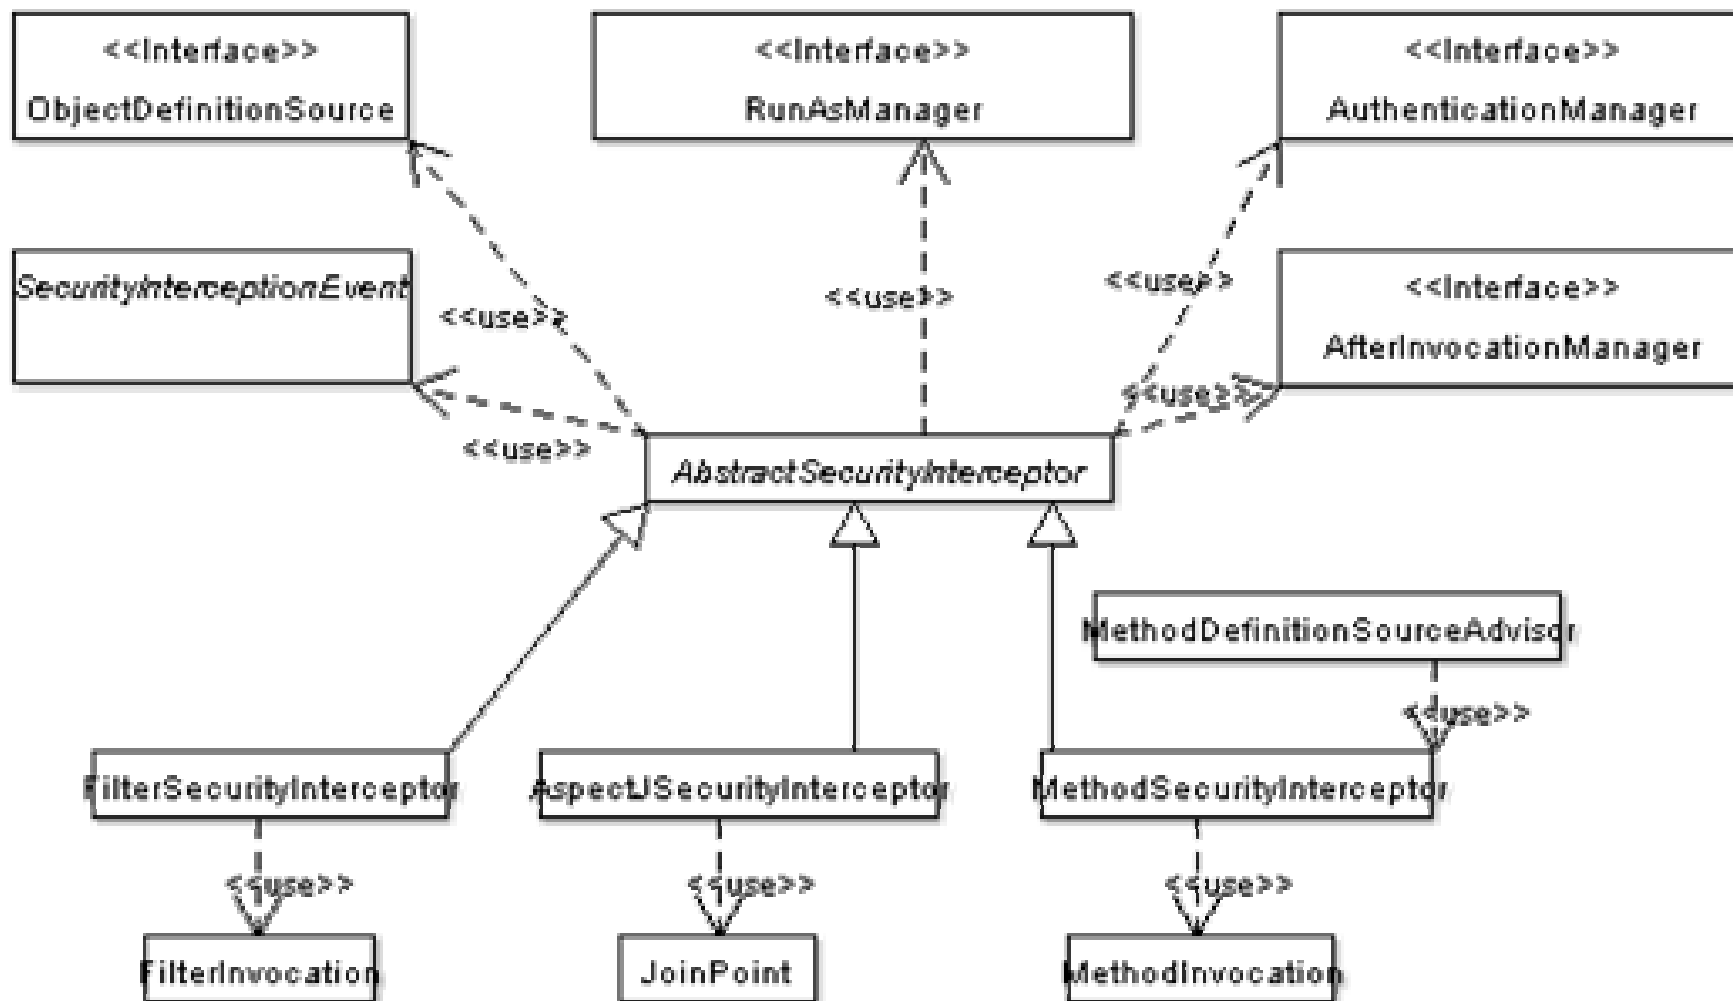 <<Interface>>
ObjectDefinitionSource
<<Interface>>
RunAsManager
<<Interface>>
AuthenticationManager
SecurityInterceptionEvent
<<use>>
<<use>>
<<use>>
<<Interface>>
AfterInvocationManager
<<use>>
<<use>>
AbstractSecurityInterceptor
MethodDefinitionSourceAdvisor
<<use>>
FilterSecurityInterceptor
AspectJSecurityInterceptor
MethodSecurityInterceptor
<<use>>
<<use>>
<<use>>
FilterInvocation
JoinPoint
MethodInvocation